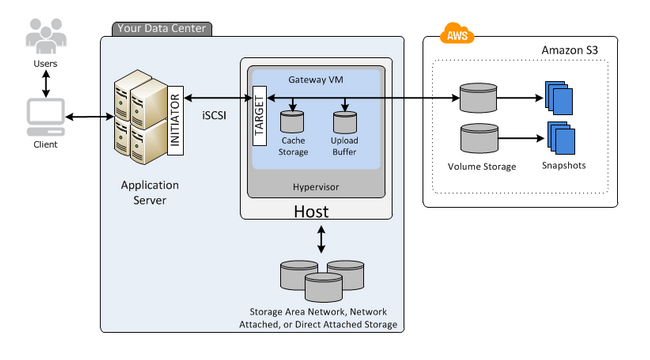 Your Data Center
AWS
Amazon S3
Users
Client
Application
Server
INITIATOR
iSCSI
TARGET
Gateway VM
Cache
Storage
Upload
Buffer
Hypervisor
Host
Volume Storage
Snapshots
Storage Area Network, Network
Attached, or Direct Attached Storage